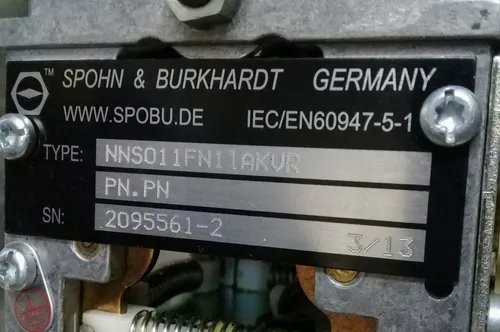 ™ SPOHN & BURKHARDT GERMANY
WWW.SPOBU.DE IEC/EN60947-5-1
TYPE: NNSO11FN11AKVR
PN.PN
SN: 2095561-2 3/13